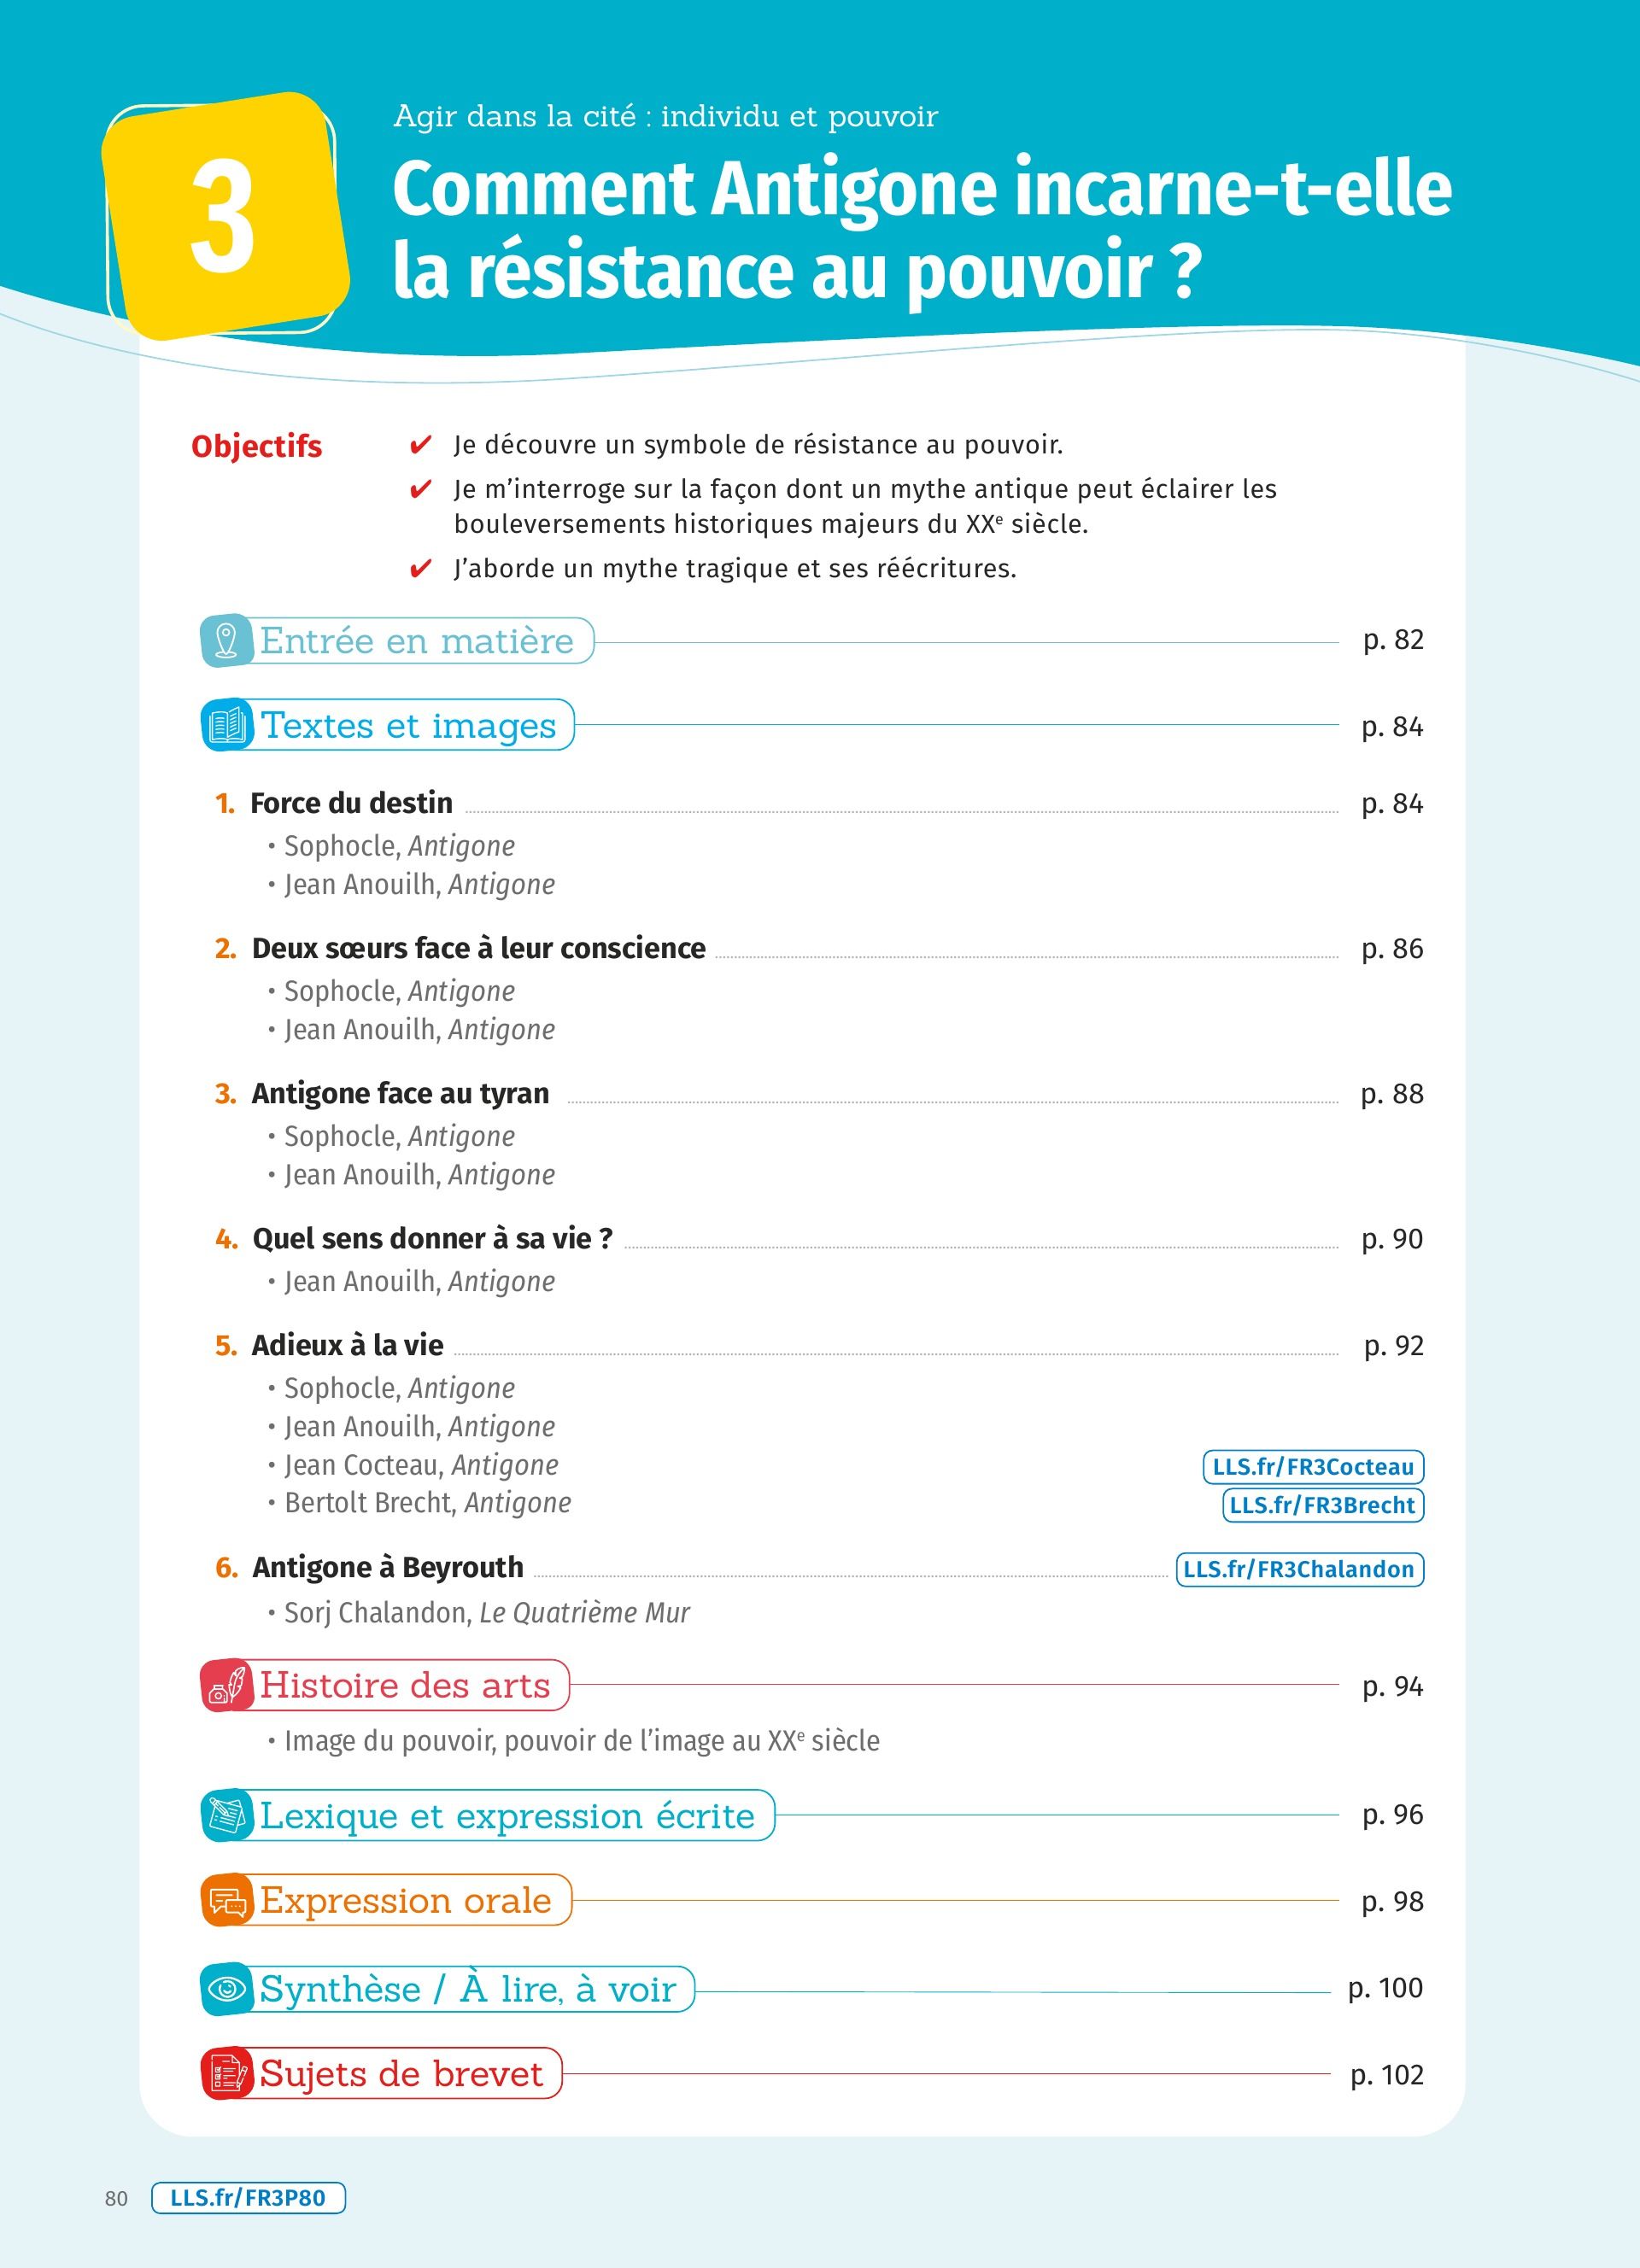 3
Agir dans la cité : individu et pouvoir
Comment Antigone incarne-t-elle
la résistance au pouvoir ?
Objectifs
✔ Je découvre un symbole de résistance au pouvoir.
✔ Je m’interroge sur la façon dont un mythe antique peut éclairer les
bouleversements historiques majeurs du XXᵉ siècle.
✔ J’aborde un mythe tragique et ses réécritures.
Entrée en matière p. 82
Textes et images p. 84
1. Force du destin p. 84
• Sophocle, Antigone
• Jean Anouilh, Antigone
2. Deux sœurs face à leur conscience p. 86
• Sophocle, Antigone
• Jean Anouilh, Antigone
3. Antigone face au tyran p. 88
• Sophocle, Antigone
• Jean Anouilh, Antigone
4. Quel sens donner à sa vie ? p. 90
• Jean Anouilh, Antigone
5. Adieux à la vie p. 92
• Sophocle, Antigone
• Jean Anouilh, Antigone
• Jean Cocteau, Antigone LLS.fr/FR3Cocteau
• Bertolt Brecht, Antigone LLS.fr/FR3Brecht
6. Antigone à Beyrouth LLS.fr/FR3Chalandon
• Sorj Chalandon, Le Quatrième Mur
Histoire des arts p. 94
• Image du pouvoir, pouvoir de l’image au XXᵉ siècle
Lexique et expression écrite p. 96
Expression orale p. 98
Synthèse / À lire, à voir p. 100
Sujets de brevet p. 102
80 LLS.fr/FR3P80